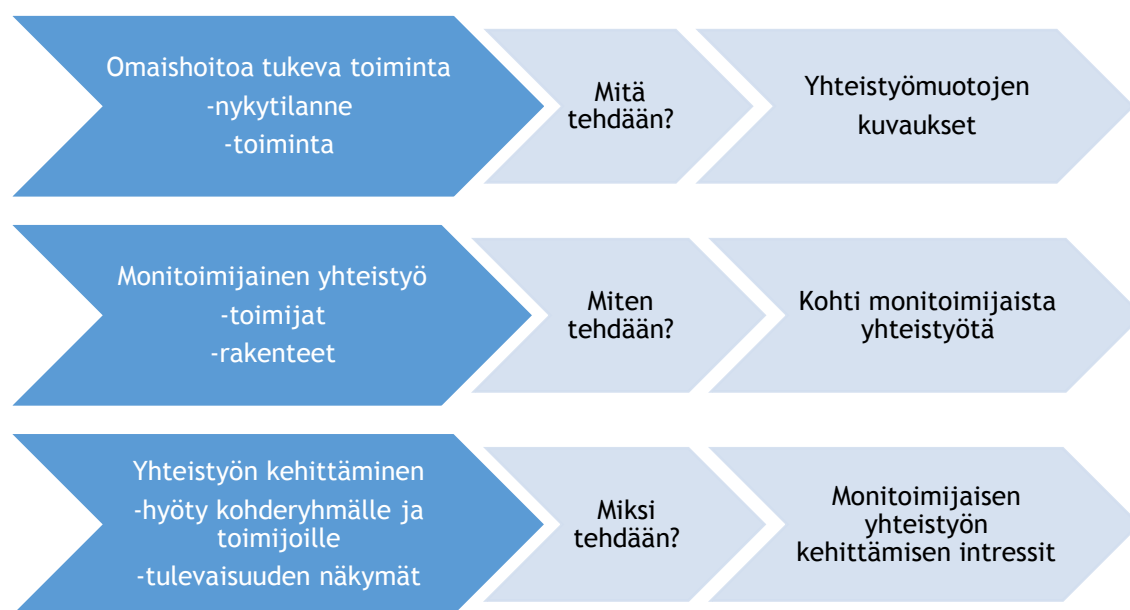 Omaishoitoa tukeva toiminta
-nykytilanne
-toiminta
Mitä
tehdään?
Yhteistyömuotojen
kuvaukset
Monitoimijainen yhteistyö
-toimijat
-rakenteet
Miten
tehdään?
Kohti monitoimijaista
yhteistyötä
Yhteistyön kehittäminen
-hyöty kohderyhmälle ja
toimijoille
-tulevaisuuden näkymät
Miksi
tehdään?
Monitoimijaisen
yhteistyön
kehittämisen intressit